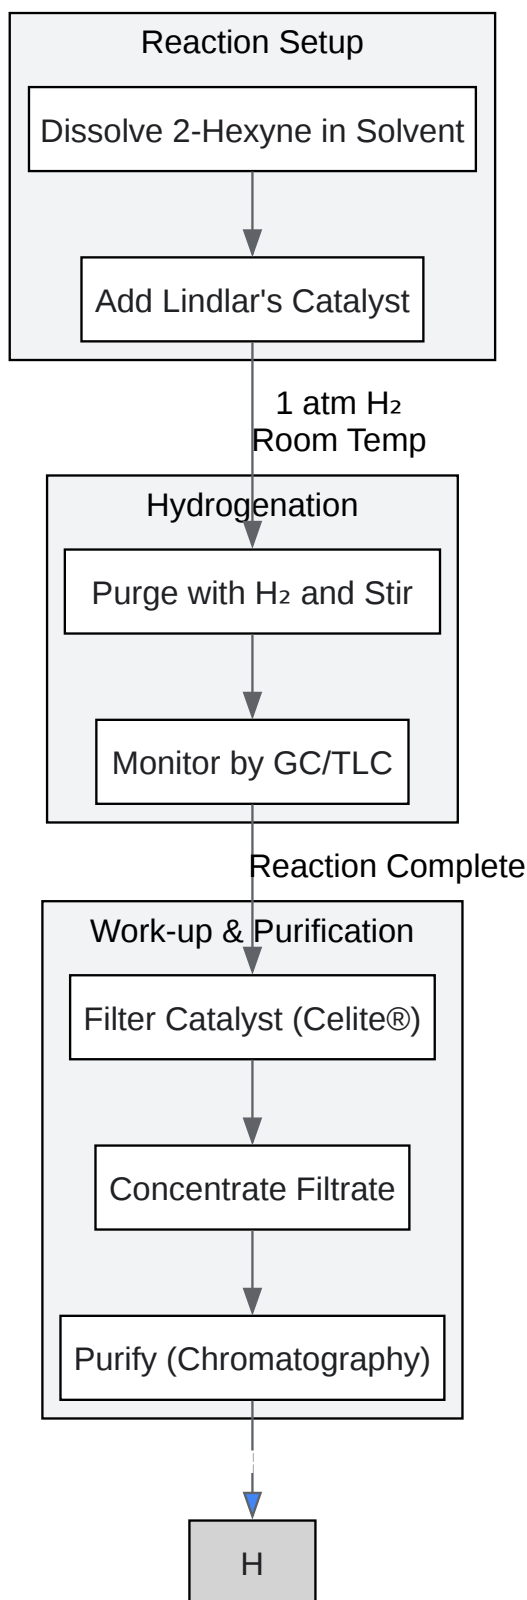 Reaction Setup
Dissolve 2-Hexyne in Solvent
Add Lindlar's Catalyst
1 atm H₂
Room Temp
Hydrogenation
Purge with H₂ and Stir
Monitor by GC/TLC
Reaction Complete
Work-up & Purification
Filter Catalyst (Celite®)
Concentrate Filtrate
Purify (Chromatography)
H